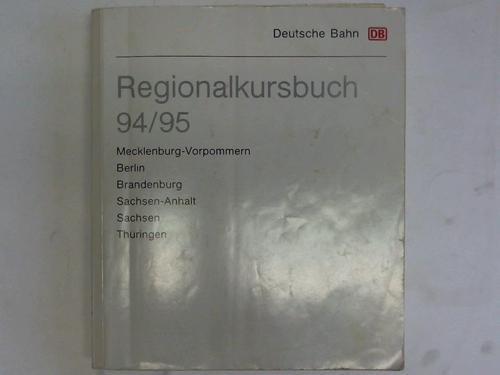 Deutsche Bahn DB
Regionalkursbuch
94/95
Mecklenburg-Vorpommern
Berlin
Brandenburg
Sachsen-Anhalt
Sachsen
Thüringen